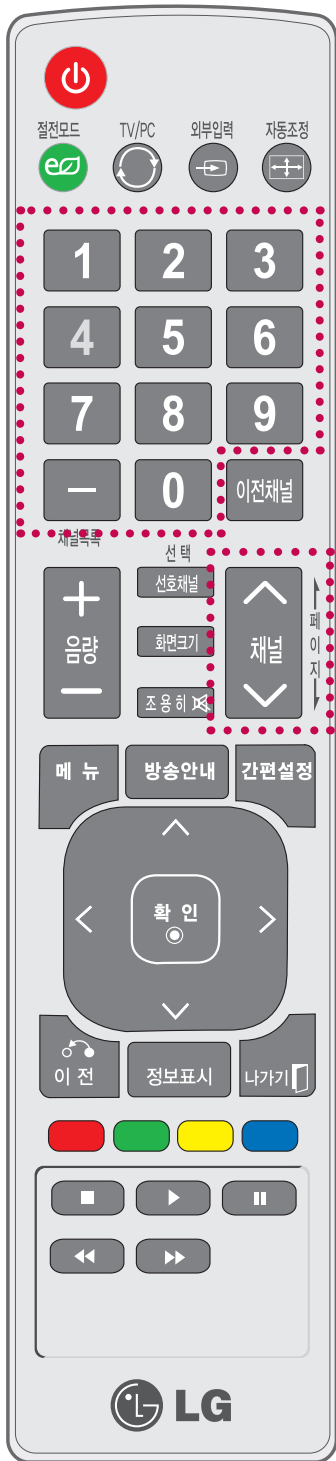 절전모드 TV/PC 외부입력 자동조정
1 2 3
4 5 6
7 8 9
— 0 이전채널
채널목록 선 택
+ 음량 —
선호채널
화면크기
조 용 히
채널
페이지
메 뉴 방송안내 간편설정
확 인
이 전 정보표시 나가기
LG